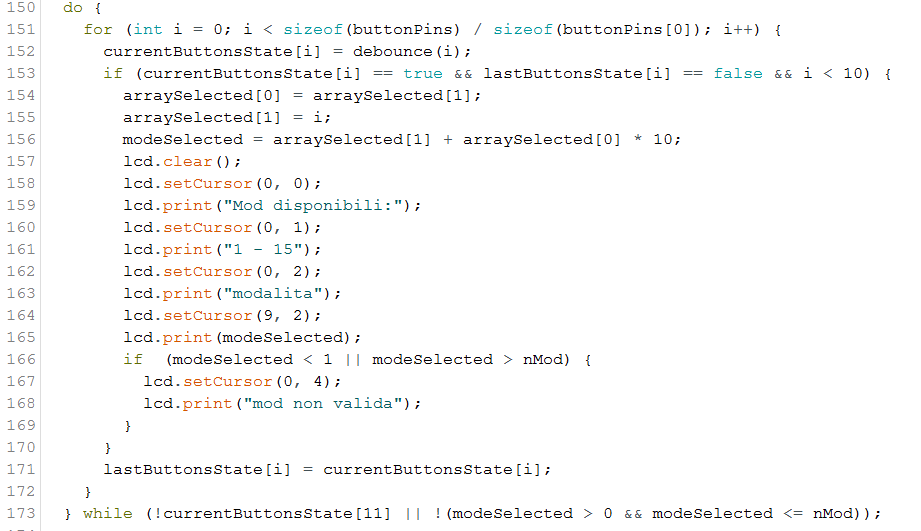 150 do {
151 for (int i = 0; i < sizeof(buttonPins) / sizeof(buttonPins[0]); i++) {
152 currentButtonsState[i] = debounce(i);
153 if (currentButtonsState[i] == true && lastButtonsState[i] == false && i < 10) {
154 arraySelected[0] = arraySelected[1];
155 arraySelected[1] = i;
156 modeSelected = arraySelected[1] + arraySelected[0] * 10;
157 lcd.clear();
158 lcd.setCursor(0, 0);
159 lcd.print("Mod disponibili:");
160 lcd.setCursor(0, 1);
161 lcd.print("1 - 15");
162 lcd.setCursor(0, 2);
163 lcd.print("modalita");
164 lcd.setCursor(9, 2);
165 lcd.print(modeSelected);
166 if  (modeSelected < 1 || modeSelected > nMod) {
167 lcd.setCursor(0, 4);
168 lcd.print("mod non valida");
169 }
170 }
171 lastButtonsState[i] = currentButtonsState[i];
172 }
173 } while (!currentButtonsState[11] || !(modeSelected > 0 && modeSelected <= nMod));